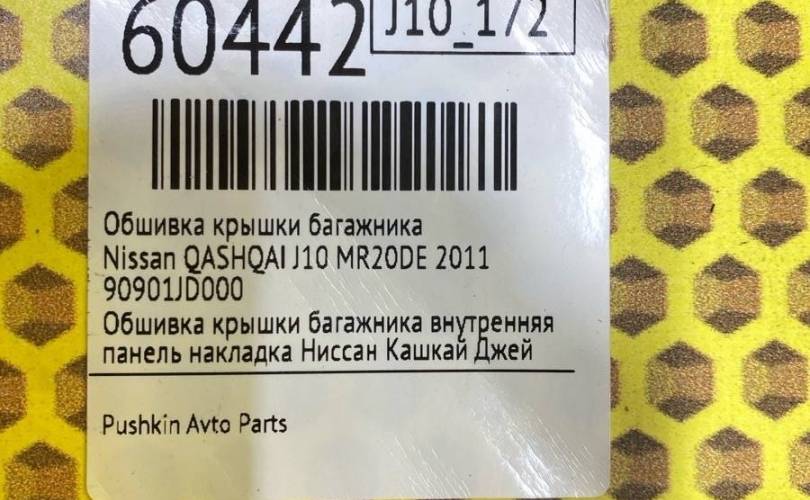 60442
J10_172
Обшивка крышки багажника
Nissan QASHQAI J10 MR20DE 2011
90901JD000
Обшивка крышки багажника внутренняя
панель накладка Ниссан Кашкай Джей
Pushkin Avto Parts